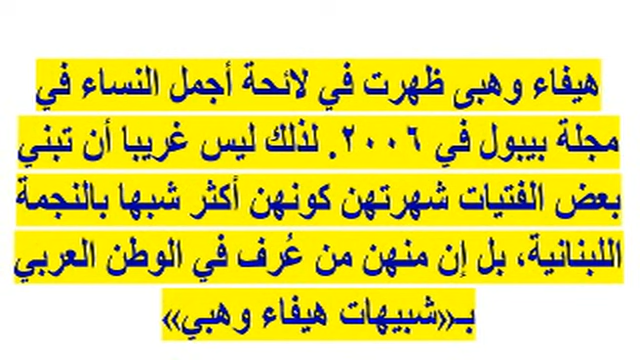 هيفاء وهبى ظهرت في لائحة أجمل النساء في
مجلة بيبول في ٢٠٠٦. لذلك ليس غريبا أن تبني
بعض الفتيات شهرتهن كونهن أكثر شبها بالنجمة
اللبنانية، بل إن منهن من عُرف في الوطن العربي
بـ«شبيهات هيفاء وهبي»